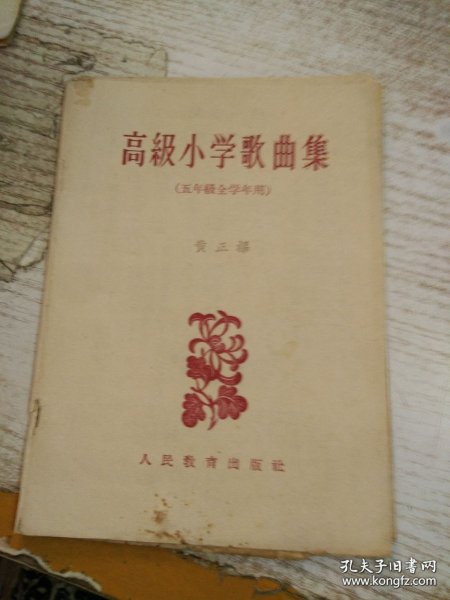 高級小学歌曲集
(五年級全学年用)
黄正
人民教育出版社
孔夫子旧书网
www.kongfz.com